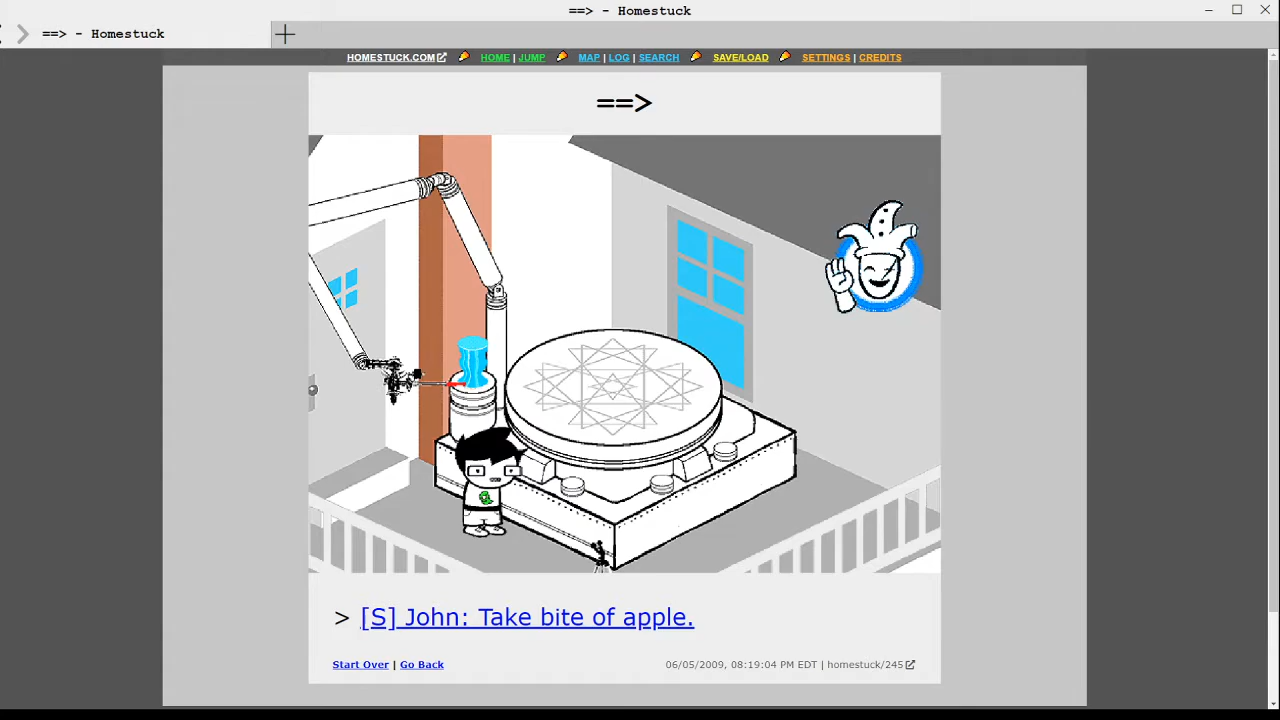 ==> - Homestuck
==> - Homestuck
HOMESTUCK.COM HOME | JUMP MAP | LOG | SEARCH SAVE/LOAD SETTINGS | CREDITS
==>
> [S] John: Take bite of apple.
Start Over | Go Back 06/05/2009, 08:19:04 PM EDT | homestuck/245